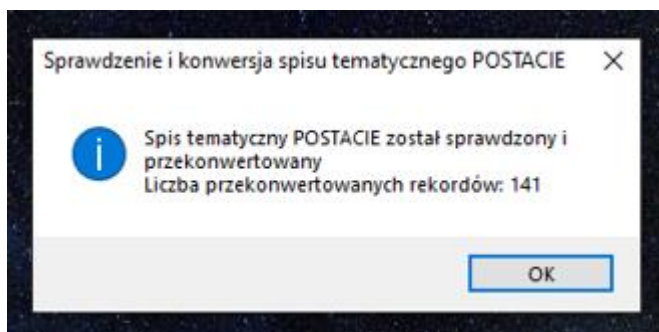 Sprawdzenie i konwersja spisu tematycznego POSTACIE
Spis tematyczny POSTACIE został sprawdzony i
przekonwertowany
Liczba przekonwertowanych rekordów: 141
OK